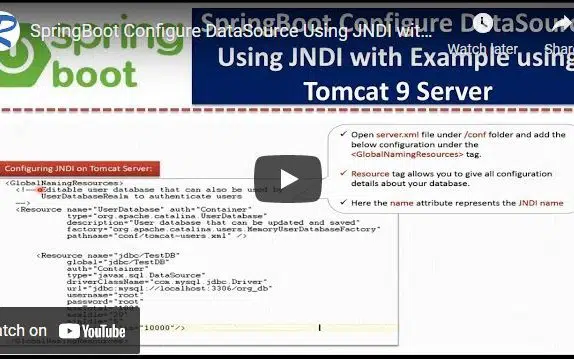 SpringBoot Configure DataSource Using JNDI wit...
Watch later
Share
spring
boot
SpringBoot Configure DataSource
Using JNDI with Example using
Tomcat 9 Server
Configuring JNDI on Tomcat Server:
<GlobalNamingResources>
<!-- Editable user database that can also be used by
UserDatabaseRealm to authenticate users
-->
<Resource name="UserDatabase" auth="Container"
type="org.apache.catalina.UserDatabase"
description="User database that can be updated and saved"
factory="org.apache.catalina.users.MemoryUserDatabaseFactory"
pathname="conf/tomcat-users.xml" />
<Resource name="jdbc/TestDB"
global="jdbc/TestDB"
auth="Container"
type="javax.sql.DataSource"
driverClassName="com.mysql.jdbc.Driver"
url="jdbc:mysql://localhost:3306/org_db"
username="root"
password="root"
"10000"/>
✓ Open server.xml file under /conf folder and add the
below configuration under the
<GlobalNamingResources> tag.
✓ Resource tag allows you to give all configuration
details about your database.
✓ Here the name attribute represents the JNDI name
atch on YouTube